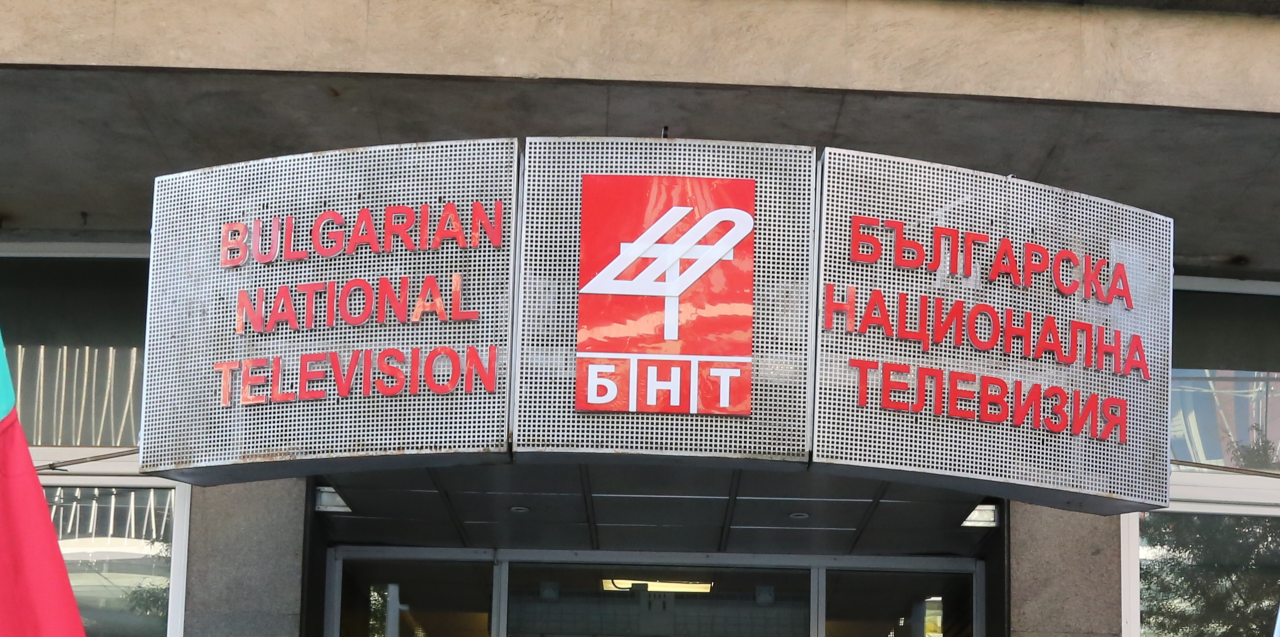 BULGARIAN
NATIONAL
TELEVISION
БНТ
БЪЛГАРСКА
НАЦИОНАЛНА
ТЕЛЕВИЗИЯ